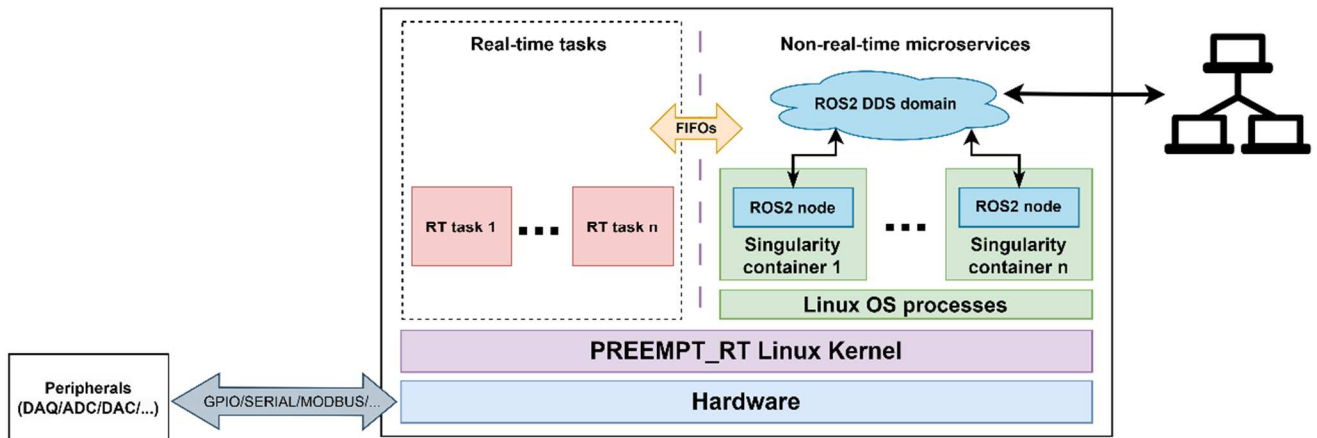 Real-time tasks
Non-real-time microservices
ROS2 DDS domain
FIFOs
RT task 1
RT task n
ROS2 node
ROS2 node
Singularity
container 1
Singularity
container n
Linux OS processes
PREEMPT_RT Linux Kernel
Peripherals
(DAQ/ADC/DAC/...)
GPIO/SERIAL/MODBUS/...
Hardware